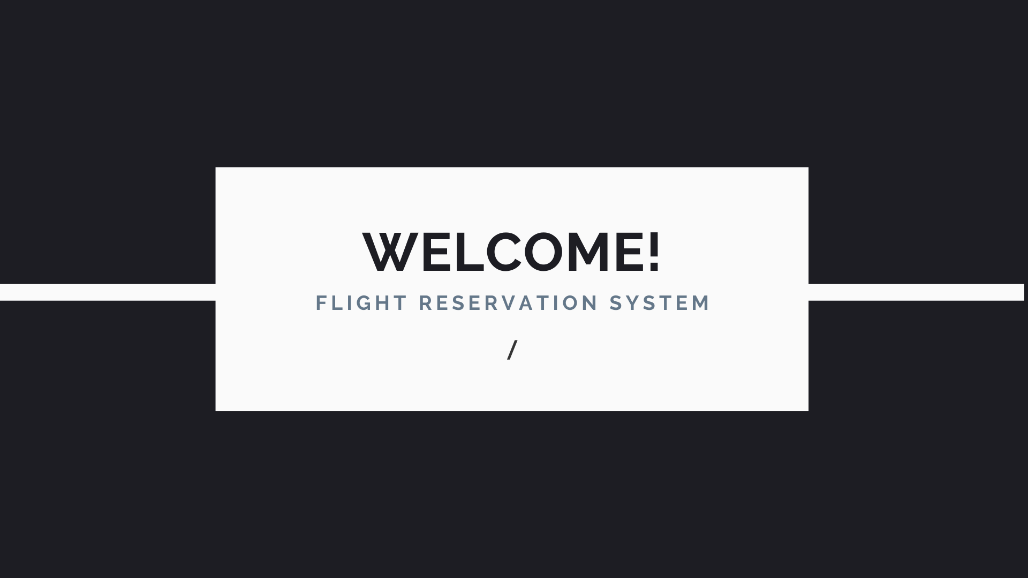 WELCOME!
FLIGHT RESERVATION SYSTEM
/